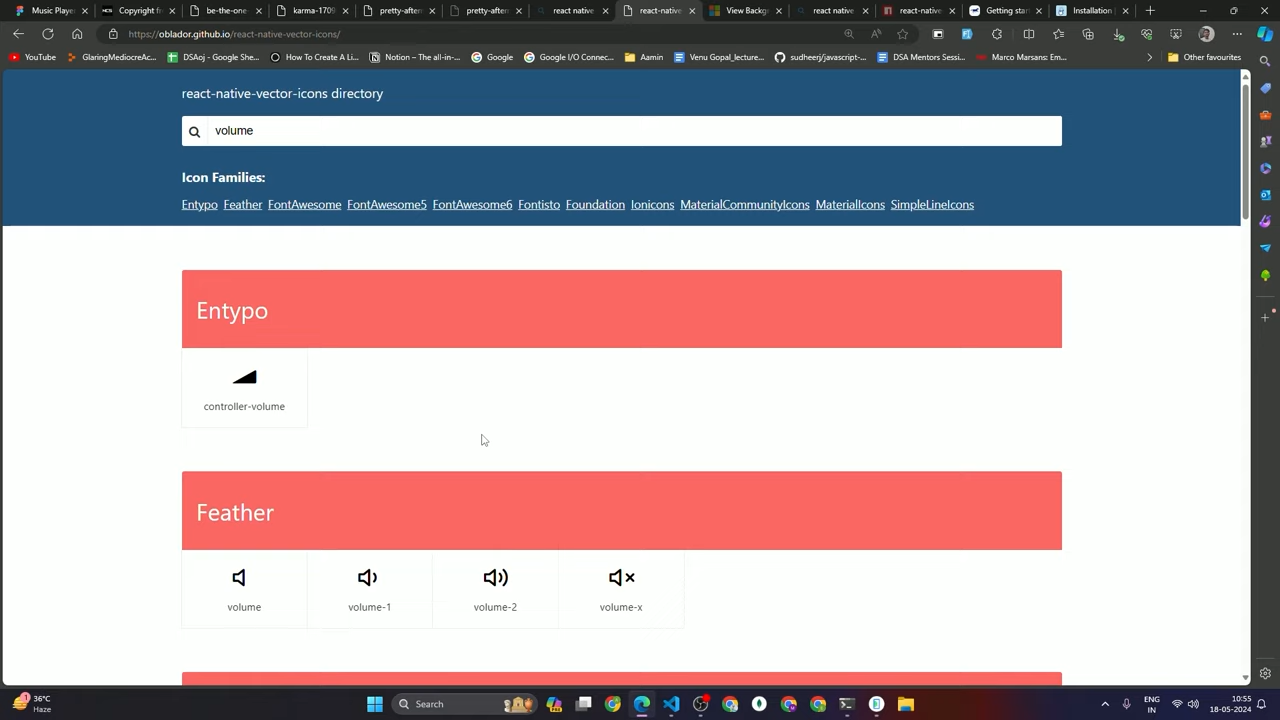 Music Playe
Copyright f
be-the-one-
karma-1709
pretty-after
pretty-after
react native
react-native
View Backg
react native
react-native
Getting start
Installation
https://oblador.github.io/react-native-vector-icons/
YouTube
GlaringMediocreAc...
DSAoj - Google She...
How To Create A Li...
Notion – The all-in-...
Google
Google I/O Connec...
Aamin
Venu Gopal_lecture...
sudheerj/javascript-...
DSA Mentors Sessi...
Marco Marsans: Em...
Other favourites
react-native-vector-icons directory
volume
Icon Families:
Entypo Feather FontAwesome FontAwesome5 FontAwesome6 Fontisto Foundation Ionicons MaterialCommunityIcons MaterialIcons SimpleLineIcons
Entypo
controller-volume
Feather
volume
volume-1
volume-2
volume-x
36°C
Haze
Search
ENG
IN
10:55
18-05-2024